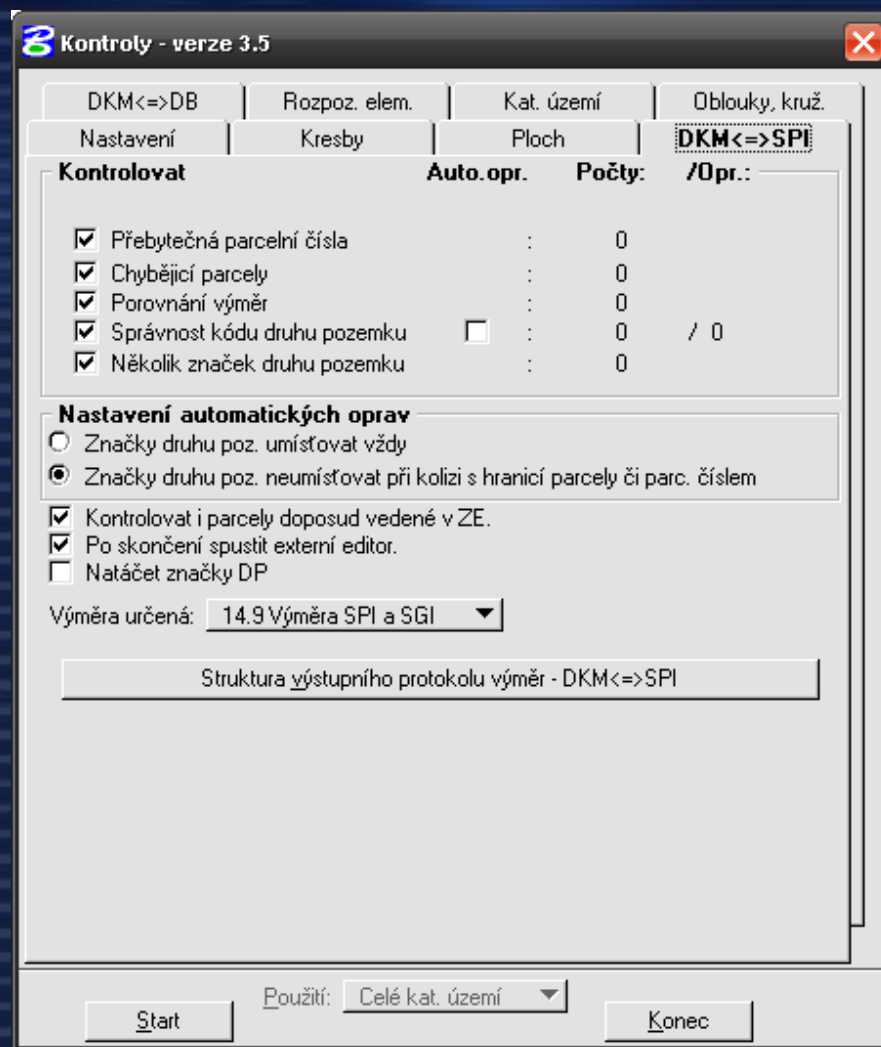 Kontroly - verze 3.5
DKM<=>DB Rozpoz. elem. Kat. území Oblouky, kruž.
Nastavení Kresby Ploch DKM<=>SPI
Kontrolovat Auto.opr. Počty: /Opr.:
Přebytečná parcelní čísla : 0
Chybějicí parcely : 0
Porovnání výměr : 0
Správnost kódu druhu pozemku : 0 / 0
Několik značek druhu pozemku : 0
Nastavení automatických oprav
Značky druhu poz. umísťovat vždy
Značky druhu poz. neumísťovat při kolizi s hranicí parcely či parc. číslem
Kontrolovat i parcely doposud vedené v ZE.
Po skončení spustit externí editor.
Natáčet značky DP
Výměra určená: 14.9 Výměra SPI a SGI
Struktura výstupního protokolu výměr - DKM<=>SPI
Použití: Celé kat. území
Start Konec